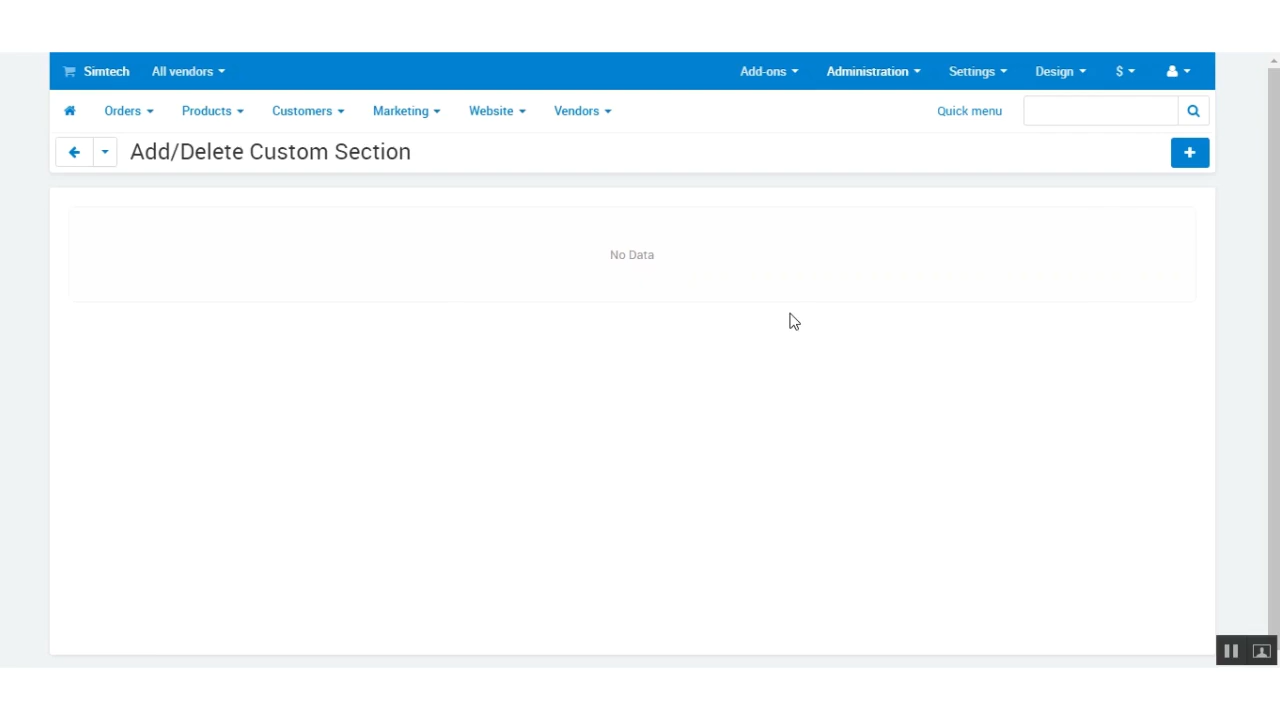 Simtech All vendors Add-ons Administration Settings Design $
Orders Products Customers Marketing Website Vendors Quick menu
Add/Delete Custom Section
No Data